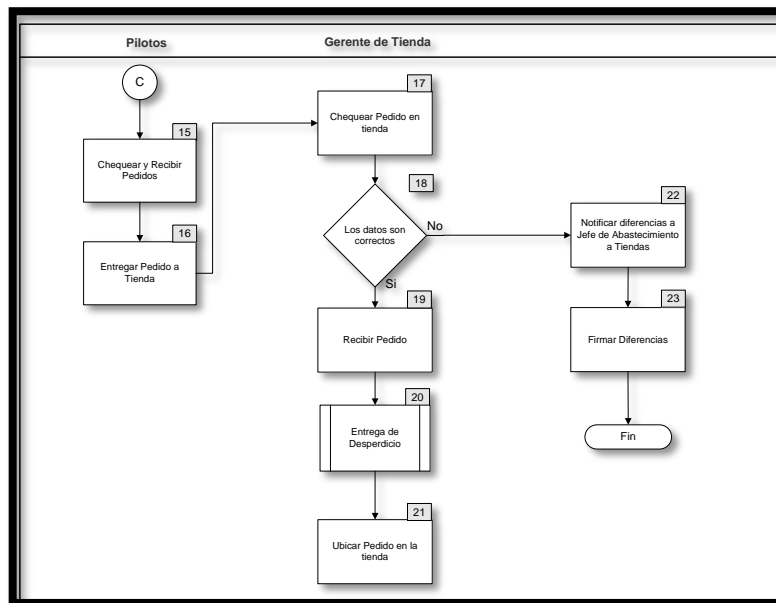 Pilotos
Gerente de Tienda
C
15
Chequear y Recibir
Pedidos
16
Entregar Pedido a
Tienda
17
Chequear Pedido en
tienda
18
Los datos son
correctos
No
Si
22
Notificar diferencias a
Jefe de Abastecimiento
a Tiendas
23
Firmar Diferencias
Fin
19
Recibir Pedido
20
Entrega de
Desperdicio
21
Ubicar Pedido en la
tienda